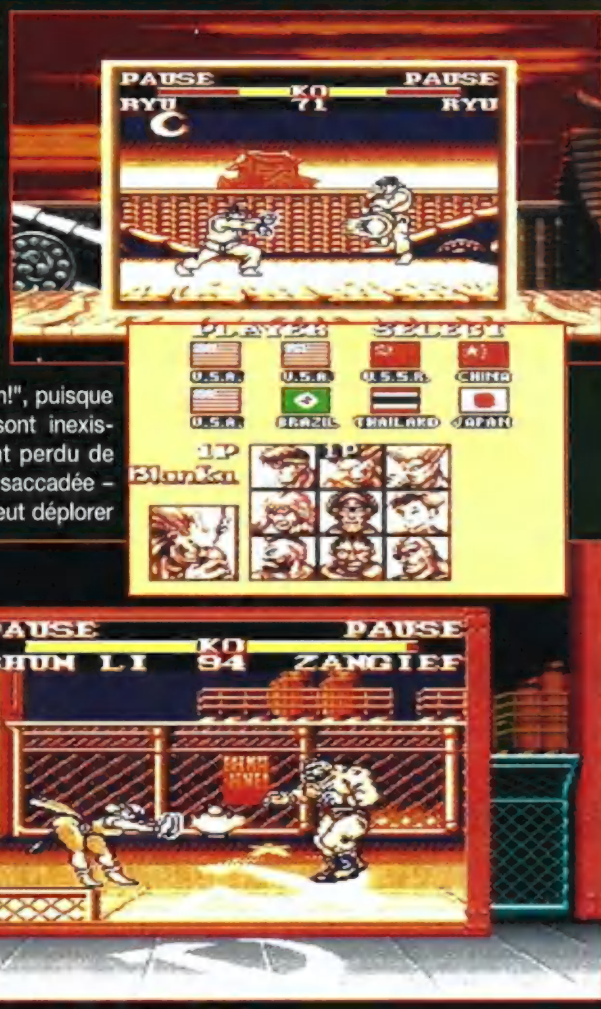 PAUSE PAUSE
KO
RYU 71 RYU
PLAYER SELECT
U.S.A. U.S.A. U.S.S.R. CHINA
U.S.A. BRAZIL THAILAND JAPAN
1P 1P
Blanka
n!", puisque
sont inexis-
nt perdu de
saccadée –
eut déplorer
AUSE PAUSE
KO
HUN LI 94 ZANGIEF